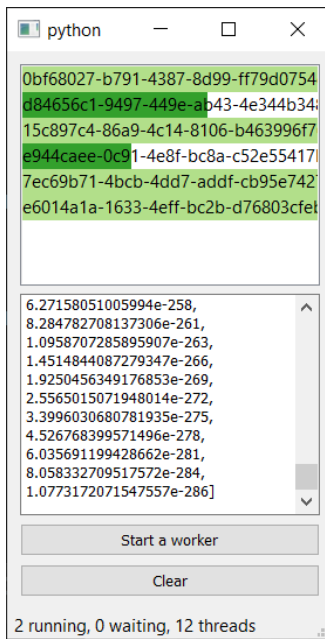 python
0bf68027-b791-4387-8d99-ff79d0754
d84656c1-9497-449e-ab43-4e344b348
15c897c4-86a9-4c14-8106-b463996f7
e944caee-0c91-4e8f-bc8a-c52e55417
7ec69b71-4bcb-4dd7-addf-cb95e742
e6014a1a-1633-4eff-bc2b-d76803cfe
6.27158051005994e-258,
8.284782708137306e-261,
1.0958707285895907e-263,
1.4514844087279347e-266,
1.9250456349176853e-269,
2.5565015071948014e-272,
3.3996030680781935e-275,
4.526768399571496e-278,
6.035691199428662e-281,
8.058332709517572e-284,
1.0773172071547557e-286]
Start a worker
Clear
2 running, 0 waiting, 12 threads